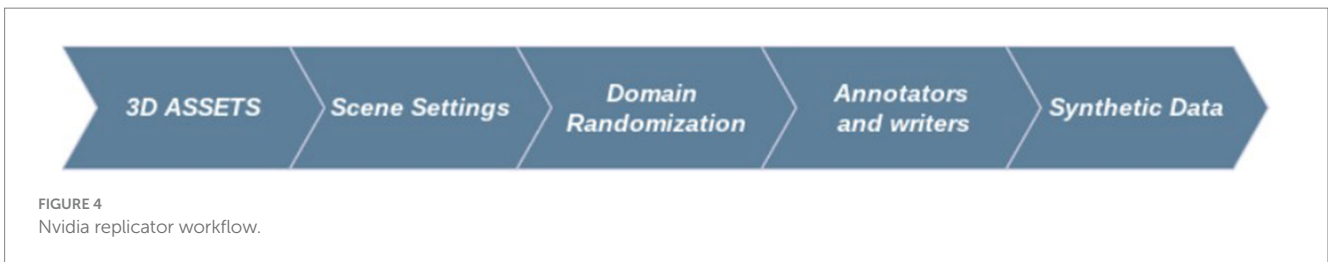 3D ASSETS
Scene Settings
Domain
Randomization
Annotators
and writers
Synthetic Data
FIGURE 4
Nvidia replicator workflow.